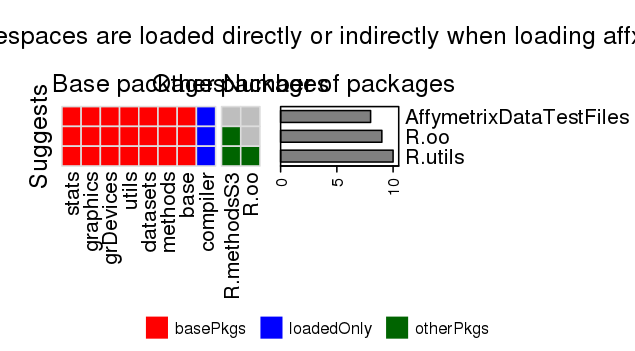 espaces are loaded directly or indirectly when loading affx
Base packages
Other packages
Number of packages
Suggests
AffymetrixDataTestFiles
R.oo
R.utils
0
5
10
stats
graphics
grDevices
utils
datasets
methods
base
compiler
R.methodsS3
R.oo
basePkgs
loadedOnly
otherPkgs